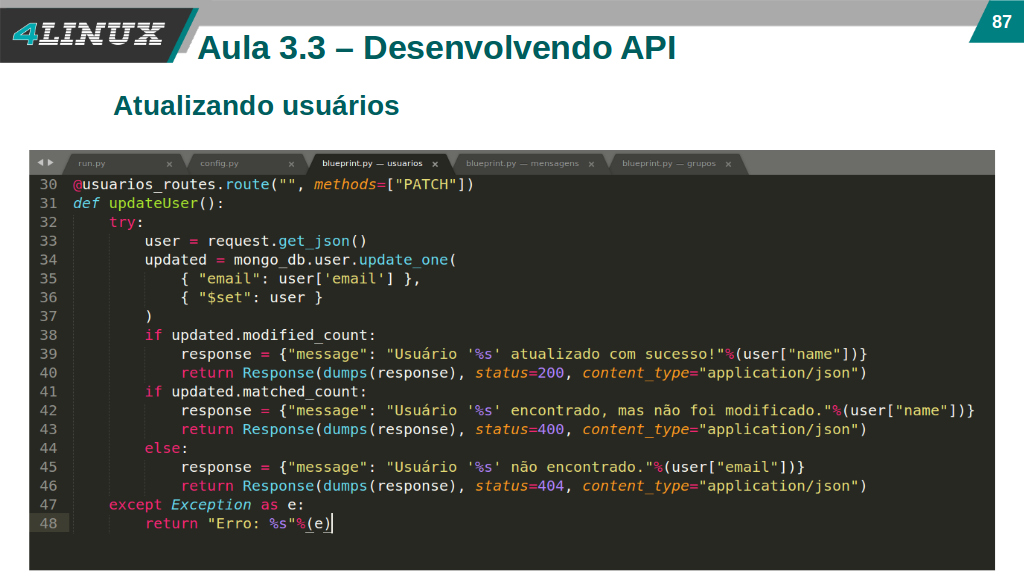 4LINUX
87
Aula 3.3 – Desenvolvendo API
Atualizando usuários
run.py × config.py × blueprint.py — usuarios × blueprint.py — mensagens × blueprint.py — grupos ×
30 @usuarios_routes.route("", methods=["PATCH"])
31 def updateUser():
32     try:
33         user = request.get_json()
34         updated = mongo_db.user.update_one(
35             { "email": user['email'] },
36             { "$set": user }
37         )
38         if updated.modified_count:
39             response = {"message": "Usuário '%s' atualizado com sucesso!"%(user["name"])}
40             return Response(dumps(response), status=200, content_type="application/json")
41         if updated.matched_count:
42             response = {"message": "Usuário '%s' encontrado, mas não foi modificado."%(user["name"])}
43             return Response(dumps(response), status=400, content_type="application/json")
44         else:
45             response = {"message": "Usuário '%s' não encontrado."%(user["email"])}
46             return Response(dumps(response), status=404, content_type="application/json")
47     except Exception as e:
48         return "Erro: %s"%(e)